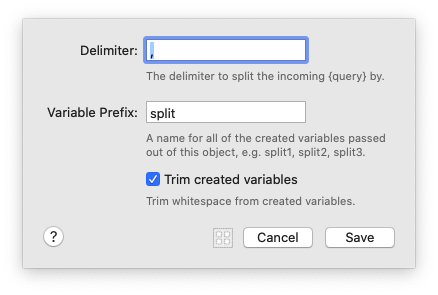 Delimiter: ,
The delimiter to split the incoming {query} by.
Variable Prefix: split
A name for all of the created variables passed
out of this object, e.g. split1, split2, split3.
Trim created variables
Trim whitespace from created variables.
? Cancel Save